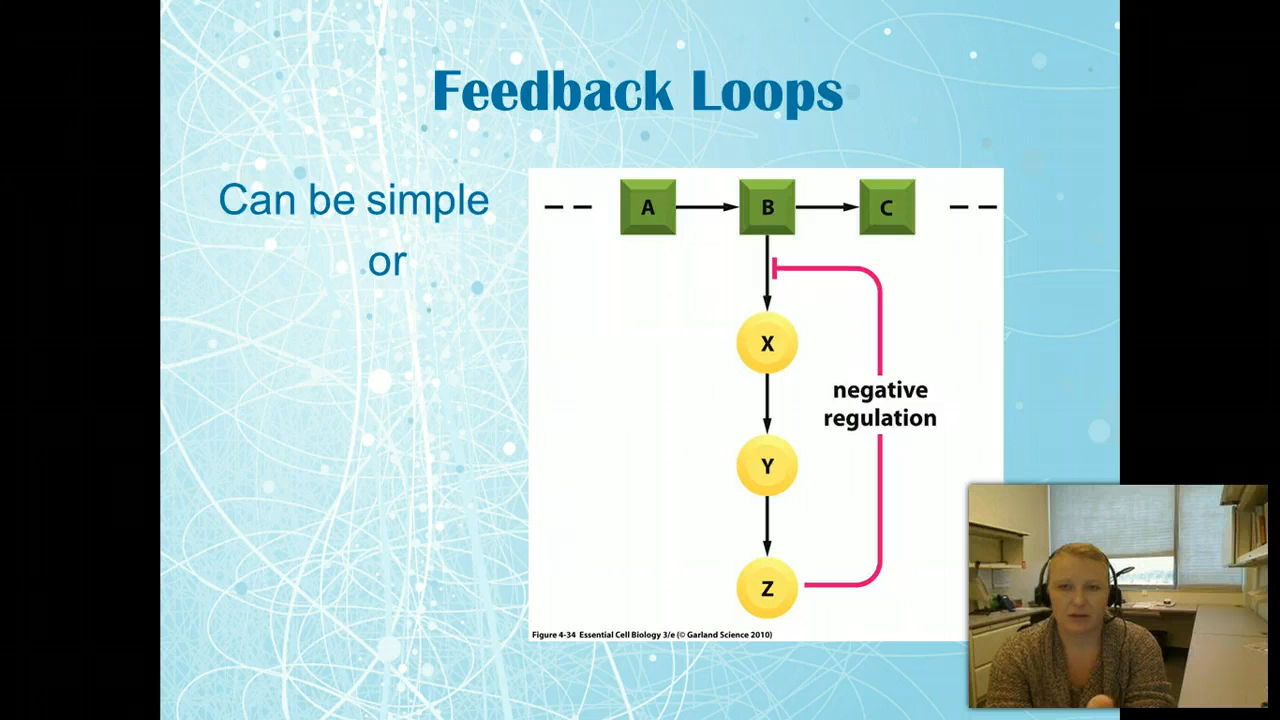 Feedback Loops
Can be simple
or
A
B
C
X
negative
regulation
Y
Z
Figure 4-34 Essential Cell Biology 3/e (© Garland Science 2010)